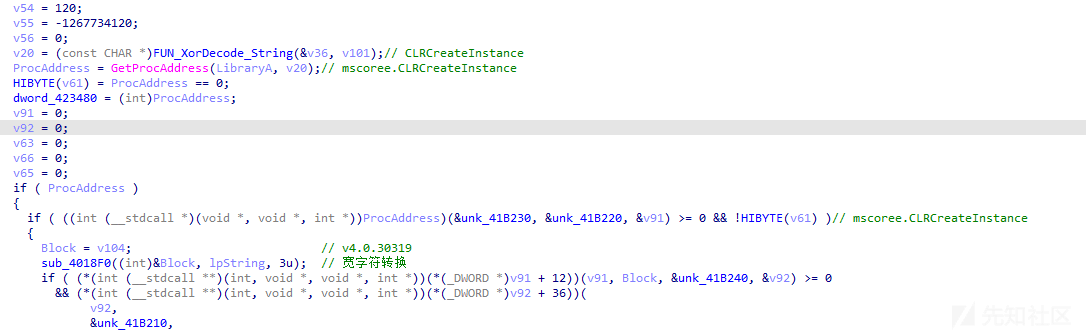 v54 = 120;
v55 = -1267734120;
v56 = 0;
v20 = (const CHAR *)FUN_XorDecode_String(&v36, v101);// CLRCreateInstance
ProcAddress = GetProcAddress(LibraryA, v20);// mscoree.CLRCreateInstance
HIBYTE(v61) = ProcAddress == 0;
dword_423480 = (int)ProcAddress;
v91 = 0;
v92 = 0;
v63 = 0;
v66 = 0;
v65 = 0;
if ( ProcAddress )
{
if ( ((int (__stdcall *)(void *, void *, int *))ProcAddress)(&unk_41B230, &unk_41B220, &v91) >= 0 && !HIBYTE(v61) )// mscoree.CLRCreateInstance
{
Block = v104; // v4.0.30319
sub_4018F0((int)&Block, lpString, 3u); // 宽字符转换
if ( (*(int (__stdcall **)(int, void *, void *, int *))(*(_DWORD *)v91 + 12))(v91, Block, &unk_41B240, &v92) >= 0
&& (*(int (__stdcall **)(int, void *, void *, int *))(*(_DWORD *)v92 + 36))(
v92,
&unk_41B210,
先知社区